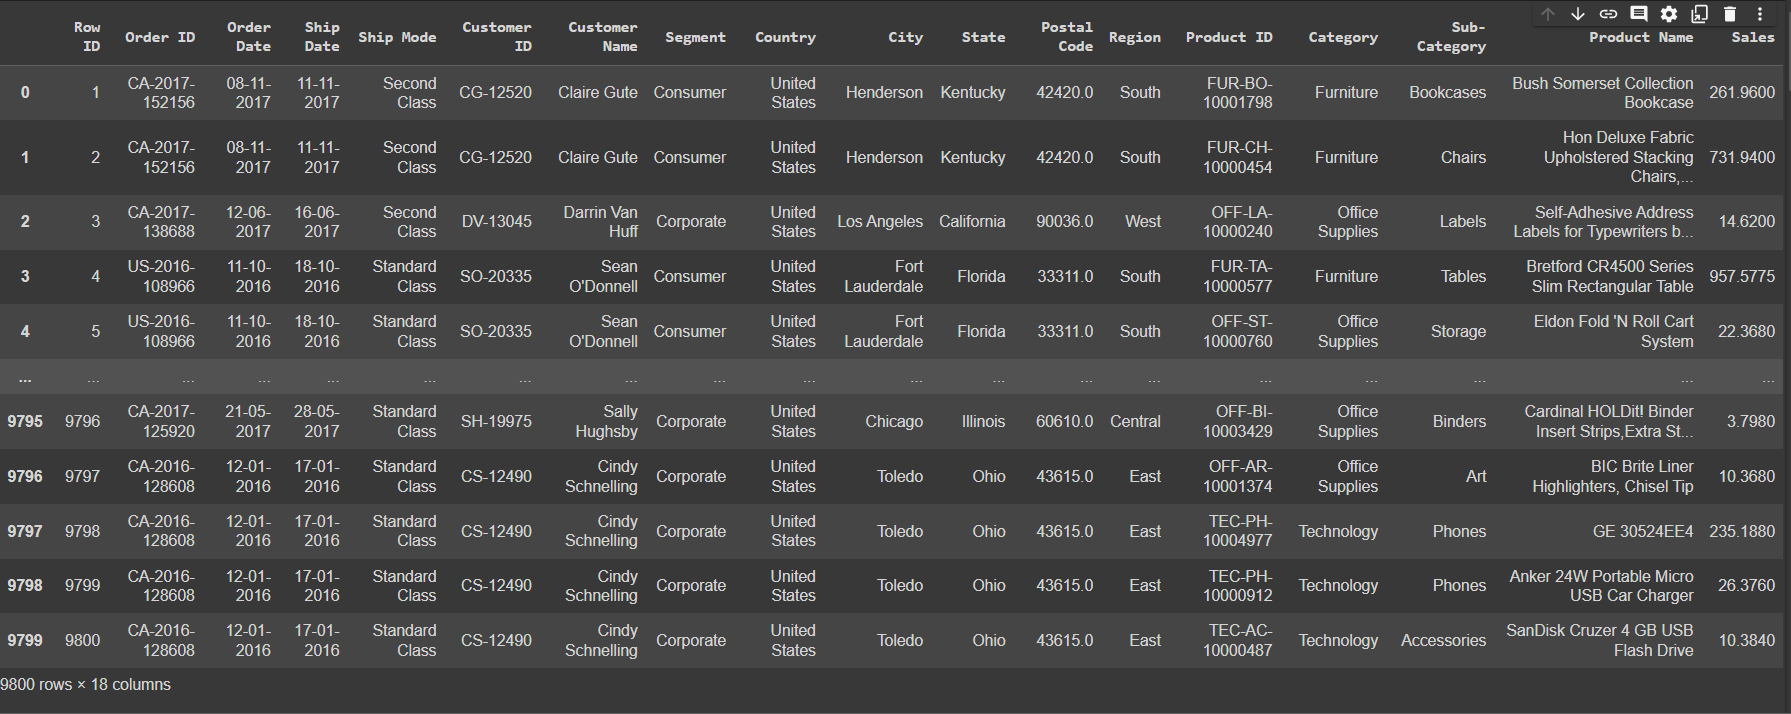 Row ID Order ID Order Date Ship Date Ship Mode Customer ID Customer Name Segment Country City State Postal Code Region Product ID Category Sub-Category Product Name Sales
0 1 CA-2017-152156 08-11-2017 11-11-2017 Second Class CG-12520 Claire Gute Consumer United States Henderson Kentucky 42420.0 South FUR-BO-10001798 Furniture Bookcases Bush Somerset Collection Bookcase 261.9600
1 2 CA-2017-152156 08-11-2017 11-11-2017 Second Class CG-12520 Claire Gute Consumer United States Henderson Kentucky 42420.0 South FUR-CH-10000454 Furniture Chairs Hon Deluxe Fabric Upholstered Stacking Chairs,... 731.9400
2 3 CA-2017-138688 12-06-2017 16-06-2017 Second Class DV-13045 Darrin Van Huff Corporate United States Los Angeles California 90036.0 West OFF-LA-10000240 Office Supplies Labels Self-Adhesive Address Labels for Typewriters b... 14.6200
3 4 US-2016-108966 11-10-2016 18-10-2016 Standard Class SO-20335 Sean O'Donnell Consumer United States Fort Lauderdale Florida 33311.0 South FUR-TA-10000577 Furniture Tables Bretford CR4500 Series Slim Rectangular Table 957.5775
4 5 US-2016-108966 11-10-2016 18-10-2016 Standard Class SO-20335 Sean O'Donnell Consumer United States Fort Lauderdale Florida 33311.0 South OFF-ST-10000760 Office Supplies Storage Eldon Fold 'N Roll Cart System 22.3680
... ... ... ... ... ... ... ... ... ... ... ... ... ... ... ... ... ... ...
9795 9796 CA-2017-125920 21-05-2017 28-05-2017 Standard Class SH-19975 Sally Hughsby Corporate United States Chicago Illinois 60610.0 Central OFF-BI-10003429 Office Supplies Binders Cardinal HOLDit! Binder Insert Strips,Extra St... 3.7980
9796 9797 CA-2016-128608 12-01-2016 17-01-2016 Standard Class CS-12490 Cindy Schnelling Corporate United States Toledo Ohio 43615.0 East OFF-AR-10001374 Office Supplies Art BIC Brite Liner Highlighters, Chisel Tip 10.3680
9797 9798 CA-2016-128608 12-01-2016 17-01-2016 Standard Class CS-12490 Cindy Schnelling Corporate United States Toledo Ohio 43615.0 East TEC-PH-10004977 Technology Phones GE 30524EE4 235.1880
9798 9799 CA-2016-128608 12-01-2016 17-01-2016 Standard Class CS-12490 Cindy Schnelling Corporate United States Toledo Ohio 43615.0 East TEC-PH-10000912 Technology Phones Anker 24W Portable Micro USB Car Charger 26.3760
9799 9800 CA-2016-128608 12-01-2016 17-01-2016 Standard Class CS-12490 Cindy Schnelling Corporate United States Toledo Ohio 43615.0 East TEC-AC-10000487 Technology Accessories SanDisk Cruzer 4 GB USB Flash Drive 10.3840
9800 rows × 18 columns